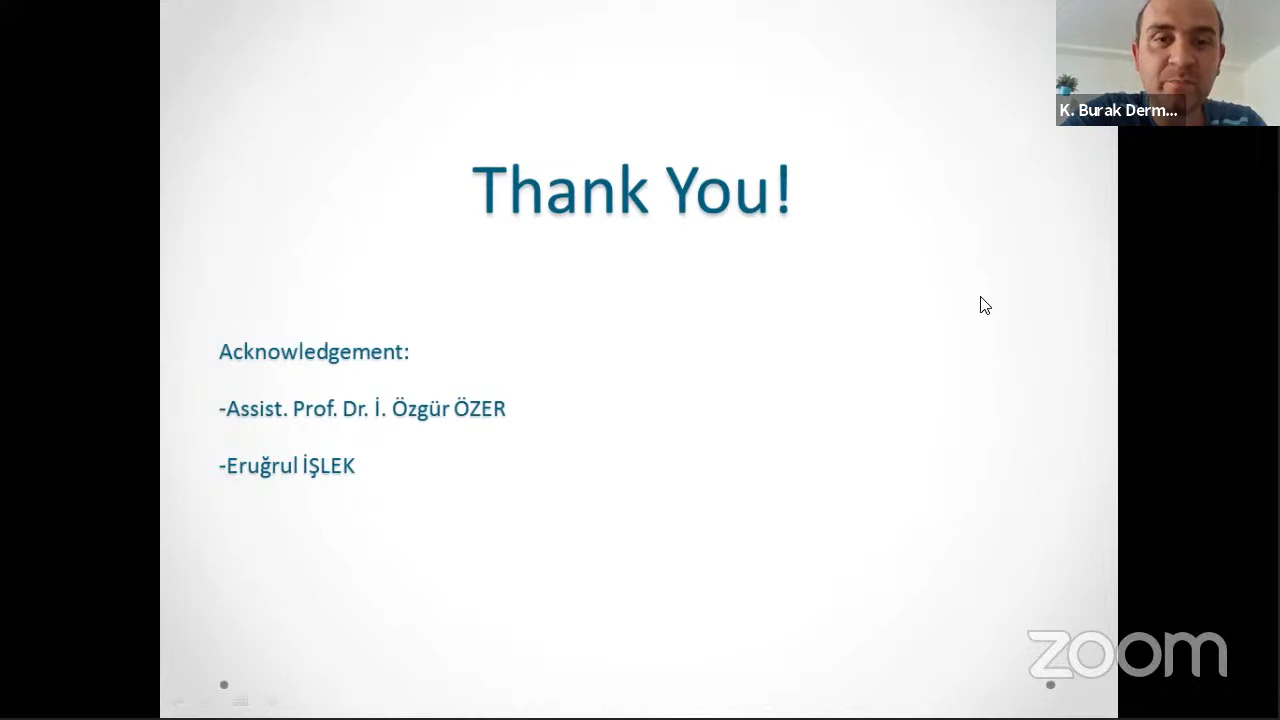 K. Burak Derm...
Thank You!
Acknowledgement:
-Assist. Prof. Dr. İ. Özgür ÖZER
-Eruğrul İŞLEK
zoom